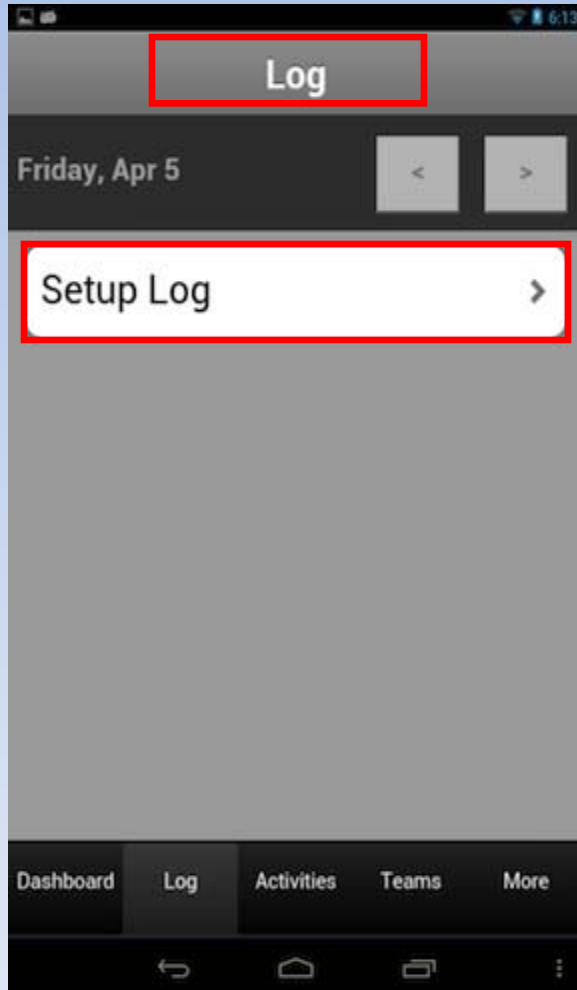 6:13
Log
Friday, Apr 5
< >
Setup Log >
Dashboard Log Activities Teams More